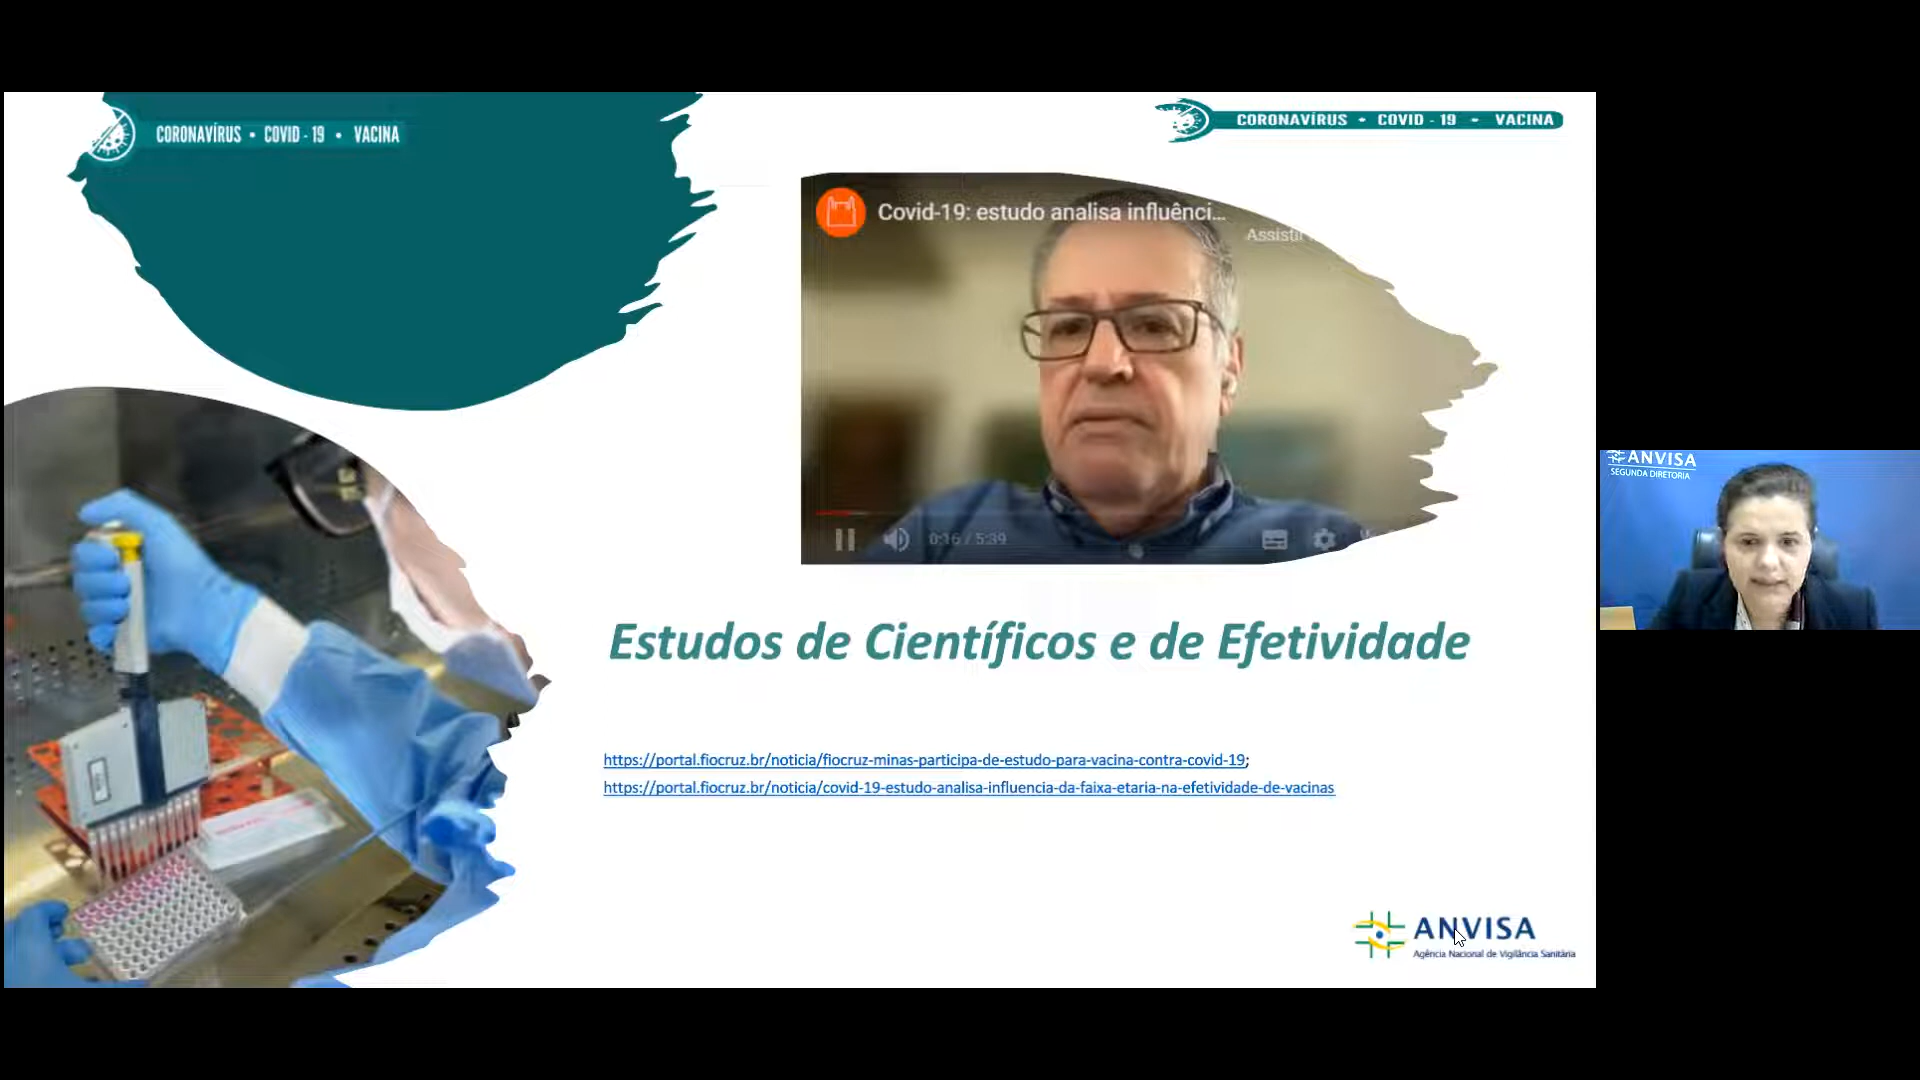 CORONAVÍRUS • COVID - 19 • VACINA
CORONAVÍRUS - COVID - 19 - VACINA
Covid-19: estudo analisa influênci...
Assistir
0:16 / 5:39
Estudos de Científicos e de Efetividade
https://portal.fiocruz.br/noticia/fiocruz-minas-participa-de-estudo-para-vacina-contra-covid-19;
https://portal.fiocruz.br/noticia/covid-19-estudo-analisa-influencia-da-faixa-etaria-na-efetividade-de-vacinas
ANVISA
Agência Nacional de Vigilância Sanitária
ANVISA
SEGUNDA DIRETORIA